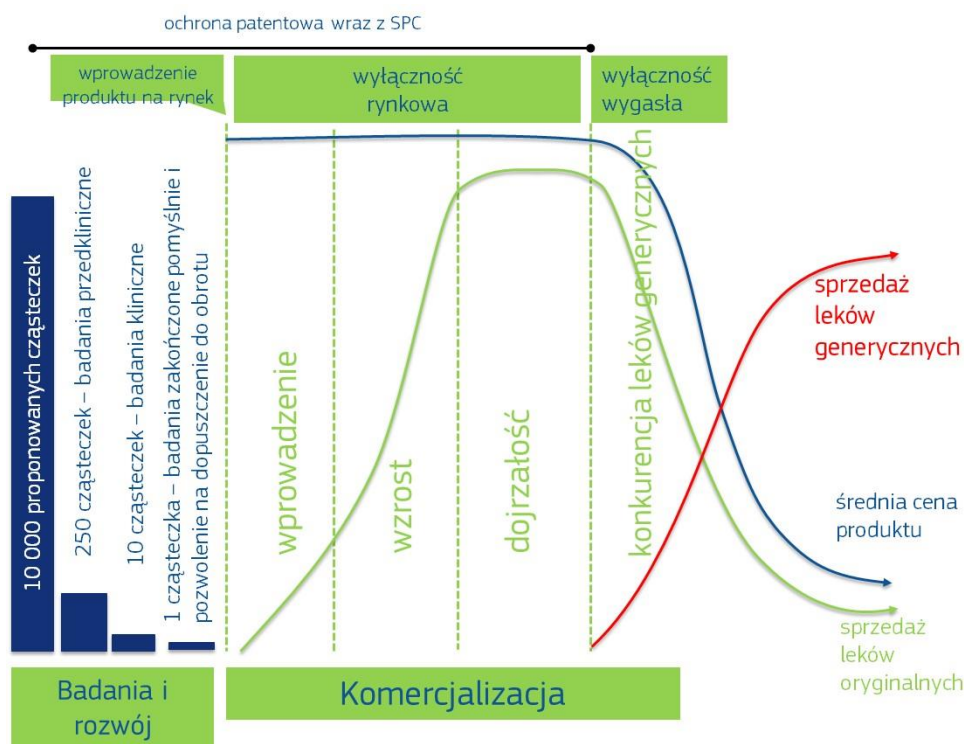 ochrona patentowa wraz z SPC
wprowadzenie
produktu na rynek
wyłączność
rynkowa
wyłączność
wygasła
10 000 proponowanych cząsteczek
250 cząsteczek – badania przedkliniczne
10 cząsteczek – badania kliniczne
1 cząsteczka – badania zakończone pomyślnie i
pozwolenie na dopuszczenie do obrotu
wprowadzenie
wzrost
dojrzałość
konkurencja leków generycznych
sprzedaż
leków
generycznych
średnia cena
produktu
sprzedaż
leków
oryginalnych
Badania i
rozwój
Komercjalizacja